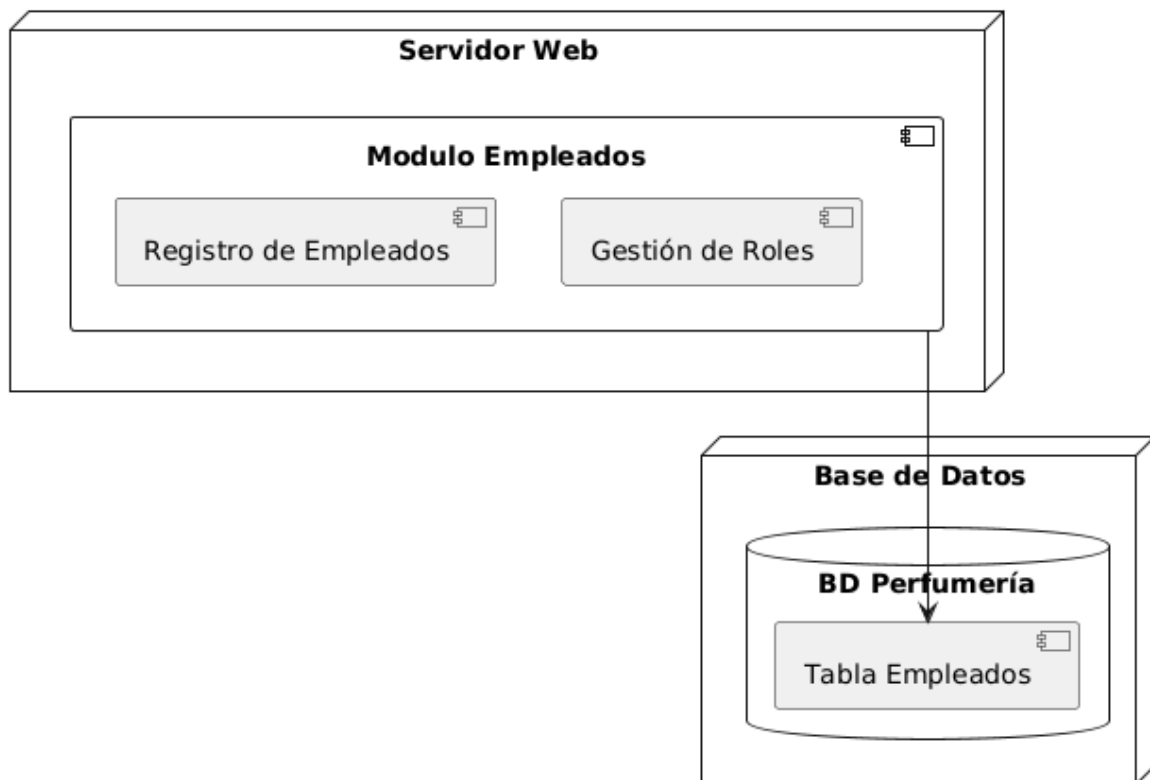 Servidor Web
Modulo Empleados
Registro de Empleados
Gestión de Roles
Base de Datos
BD Perfumería
Tabla Empleados